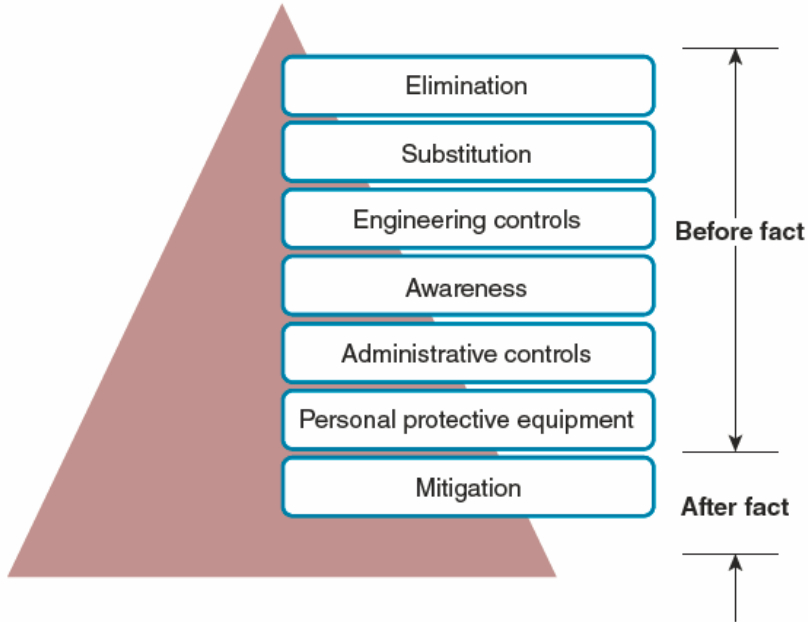 Elimination
Substitution
Engineering controls
Before fact
Awareness
Administrative controls
Personal protective equipment
Mitigation
After fact